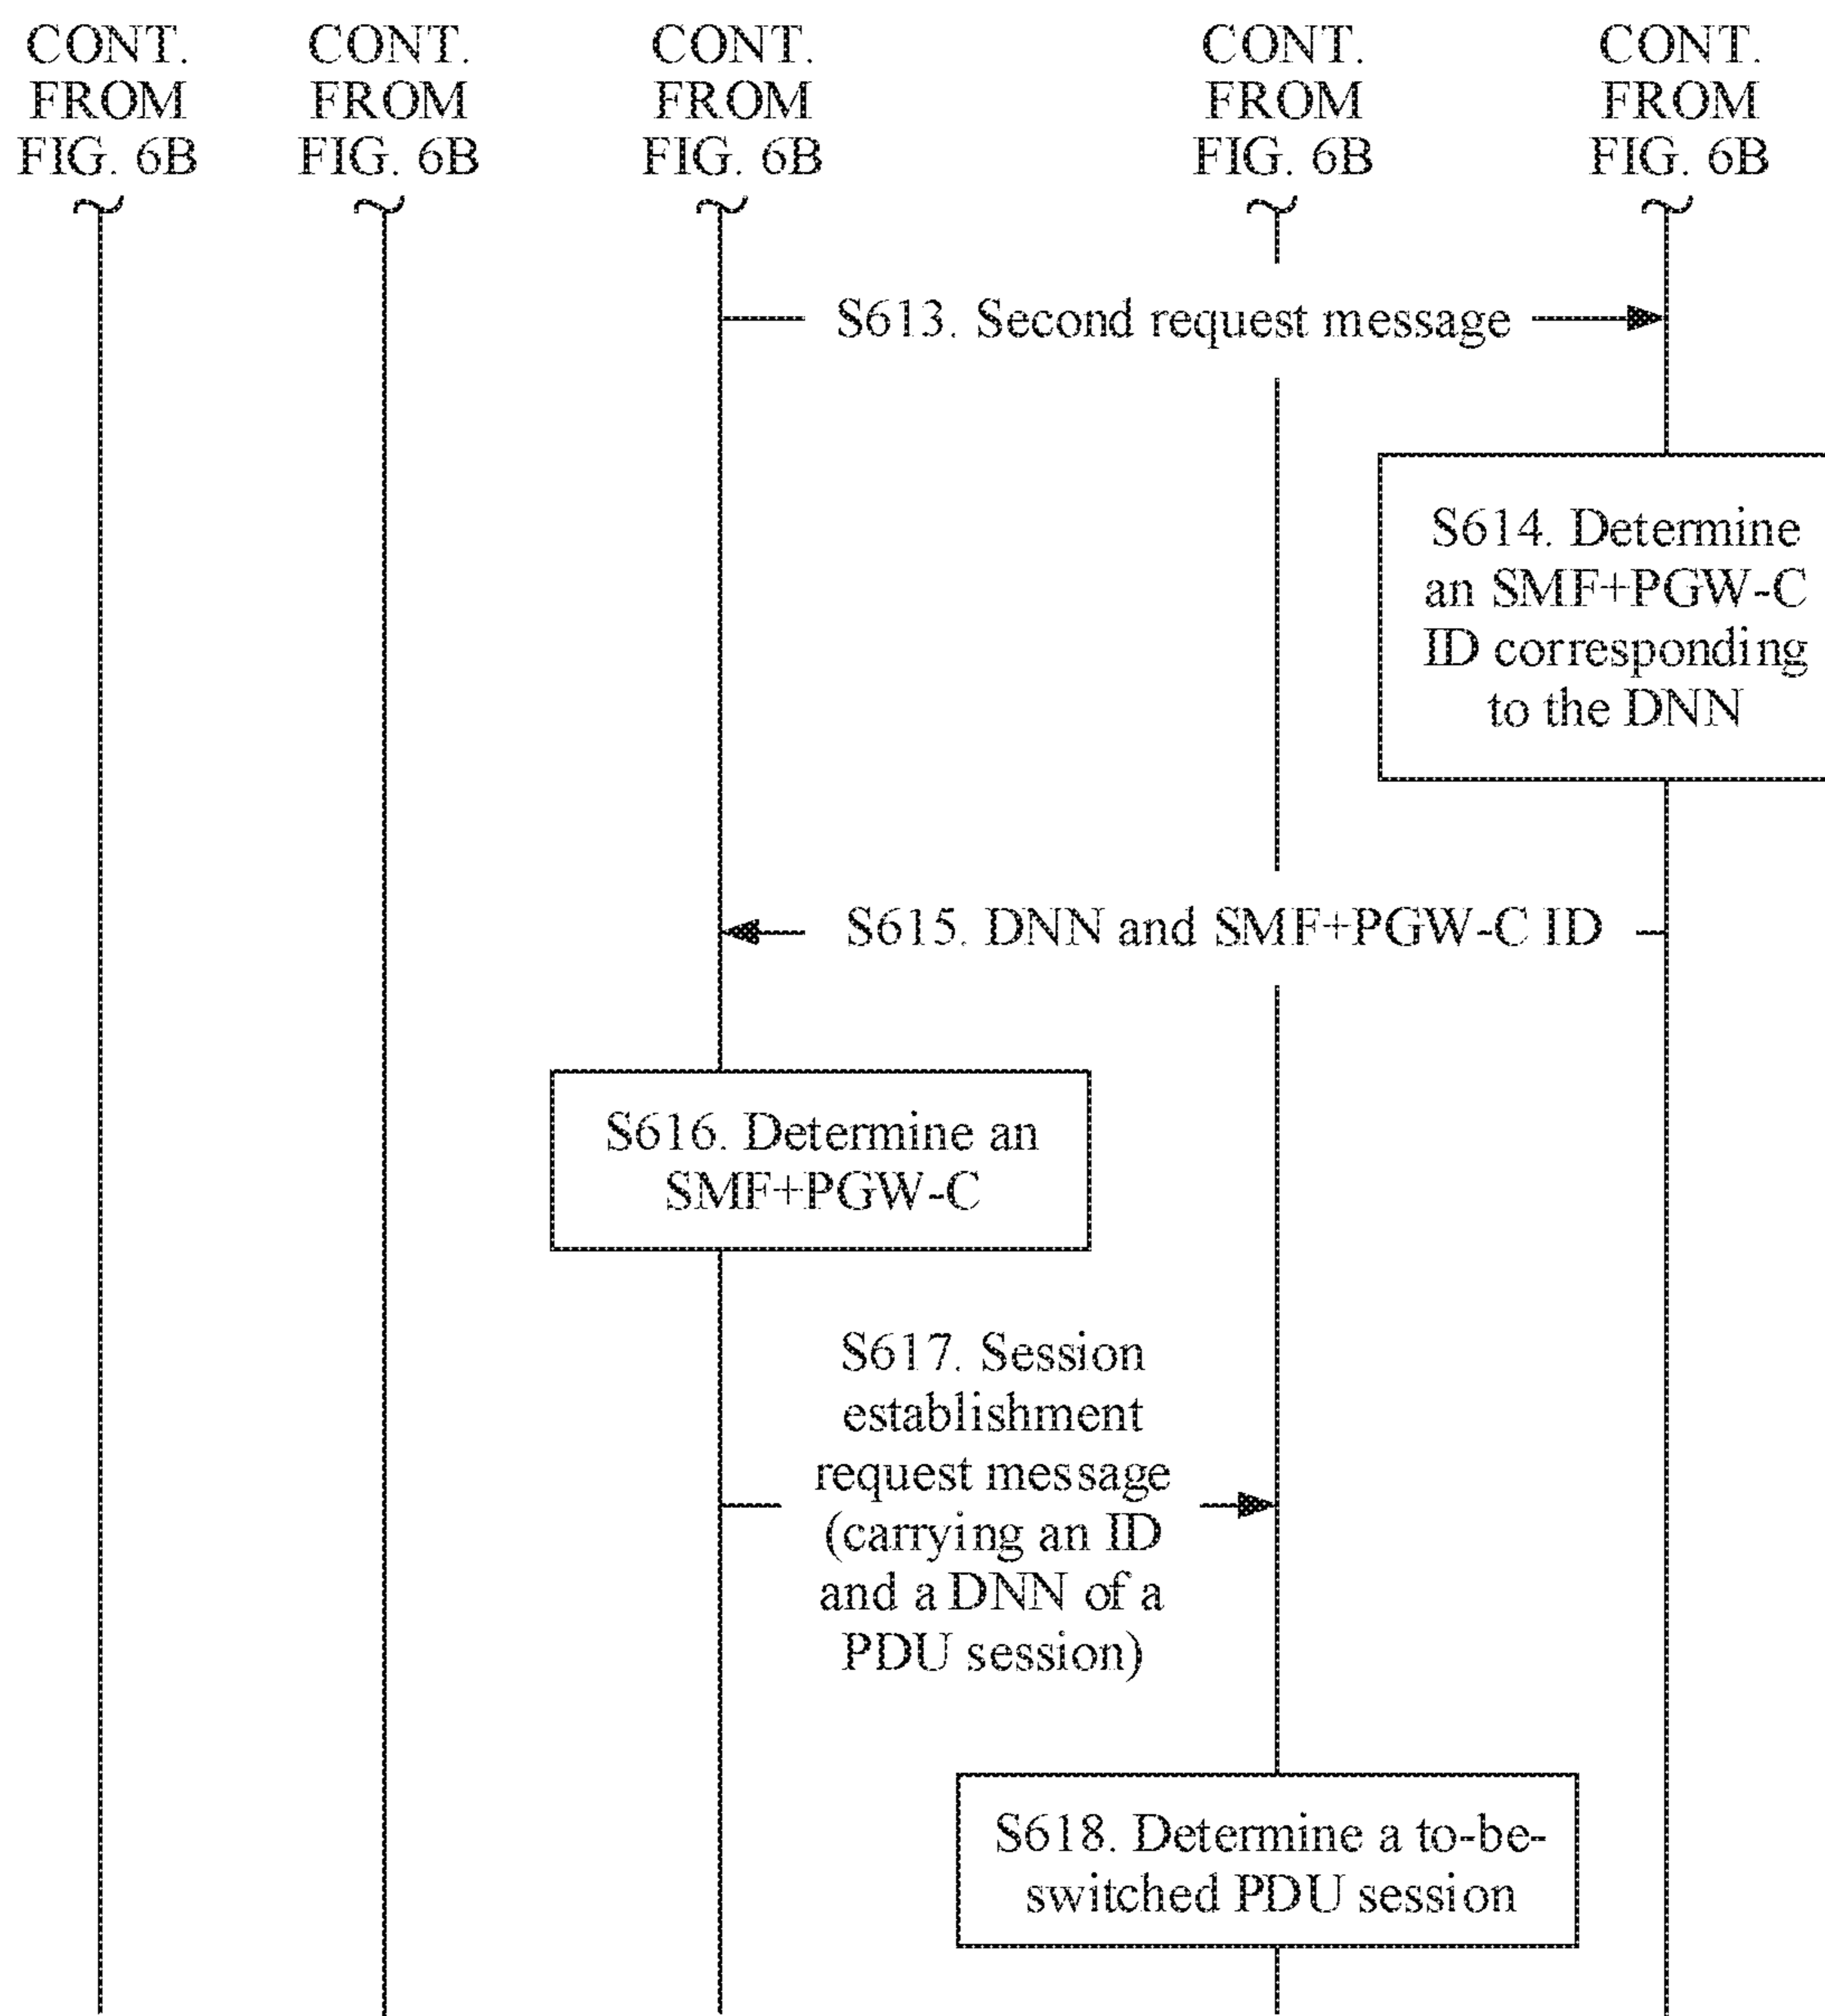 CONT.
FROM
FIG. 6B
CONT.
FROM
FIG. 6B
CONT.
FROM
FIG. 6B
CONT.
FROM
FIG. 6B
CONT.
FROM
FIG. 6B
S613. Second request message
S614. Determine
an SMF+PGW-C
ID corresponding
to the DNN
S615. DNN and SMF+PGW-C ID
S616. Determine an
SMF+PGW-C
S617. Session
establishment
request message
(carrying an ID
and a DNN of a
PDU session)
S618. Determine a to-be-
switched PDU session